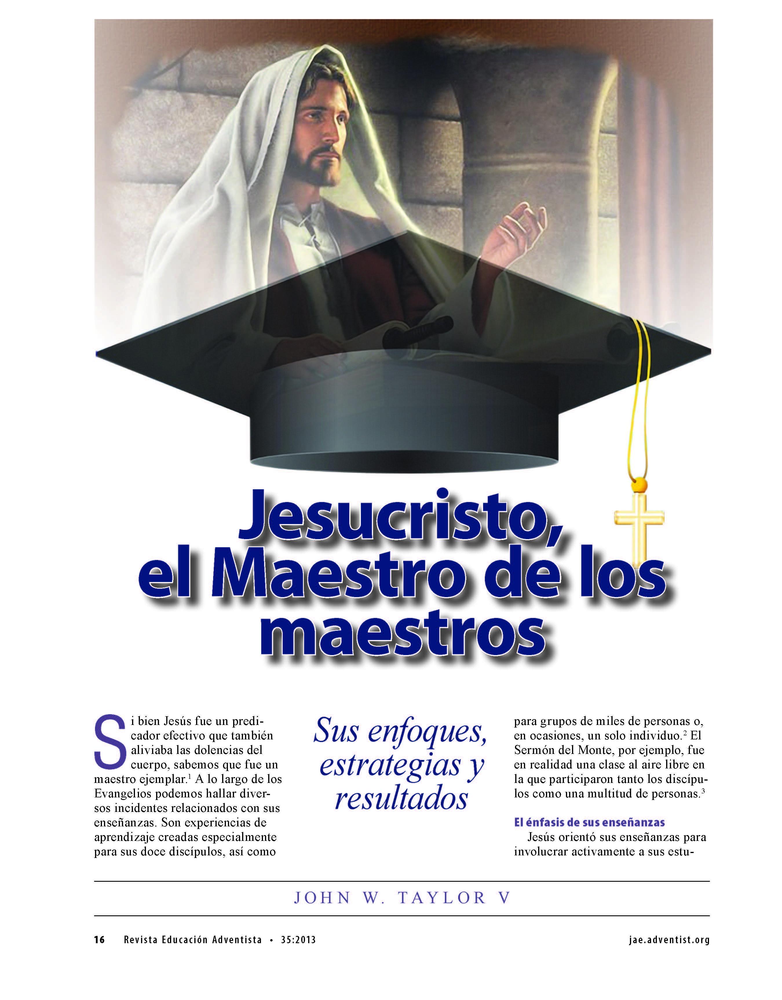 Jesucristo,
el Maestro de los
maestros
Si bien Jesús fue un predi-
cador efectivo que también
aliviaba las dolencias del
cuerpo, sabemos que fue un
maestro ejemplar.¹ A lo largo de los
Evangelios podemos hallar diver-
sos incidentes relacionados con sus
enseñanzas. Son experiencias de
aprendizaje creadas especialmente
para sus doce discípulos, así como
Sus enfoques,
estrategias y
resultados
para grupos de miles de personas o,
en ocasiones, un solo individuo.² El
Sermón del Monte, por ejemplo, fue
en realidad una clase al aire libre en
la que participaron tanto los discípu-
los como una multitud de personas.³
El énfasis de sus enseñanzas
Jesús orientó sus enseñanzas para
involucrar activamente a sus estu-
JOHN W. TAYLOR V
16 Revista Educación Adventista • 35:2013
jae.adventist.org